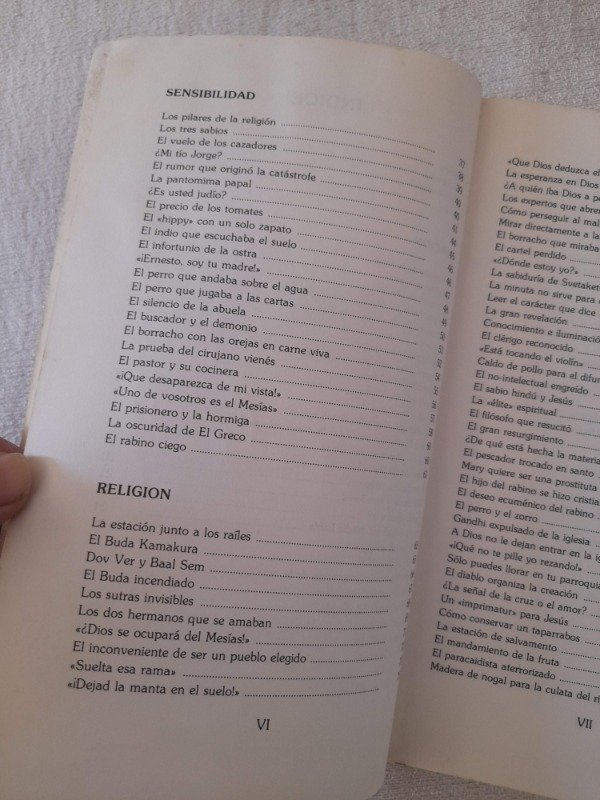 SENSIBILIDAD
Los pilares de la religión
Los tres sabios
El vuelo de los cazadores
¿Mi tío Jorge?
El rumor que originó la catástrofe
La pantomima papal
¿Es usted judío?
El precio de los tomates
El «hippy» con un solo zapato
El indio que escuchaba el suelo
El infortunio de la ostra
«¡Ernesto, soy tu madre!»
El perro que andaba sobre el agua
El perro que jugaba a las cartas
El silencio de la abuela
El buscador y el demonio
El borracho con las orejas en carne viva
La prueba del cirujano vienés
El pastor y su cocinera
«¡Que desaparezca de mi vista!»
«Uno de vosotros es el Mesías»
El prisionero y la hormiga
La oscuridad de El Greco
El rabino ciego
RELIGION
La estación junto a los raíles
El Buda Kamakura
Dov Ver y Baal Sem
El Buda incendiado
Los sutras invisibles
Los dos hermanos que se amaban
«¿Dios se ocupará del Mesías!»
El inconveniente de ser un pueblo elegido
«Suelta esa rama»
«¡Dejad la manta en el suelo!»
VI
«Que Dios deduzca el
La esperanza en Dios
¿A quién iba Dios a
Los expertos que
Cómo perseguir al mal
Mirar directamente a la
El borracho que miraba
El cartel perdido
«¿Dónde estoy yo?»
La sabiduría de
La minuta no sirve para
Leer el carácter que dice
La gran revelación
Conocimiento e
El clérigo reconocido
«Está tocando el violín»
Caldo de pollo para el
El no-intelectual engreído
El sabio hindú y Jesús
La «élite» espiritual
El filósofo que resucitó
El gran resurgimiento
¿De qué está hecha la
El pescador trocado en santo
Mary quiere ser una prostituta
El hijo del rabino se hizo
El deseo ecuménico del rabino
El perro y el zorro
Gandhi expulsado de la iglesia
A Dios no le dejan entrar en la
«¡Qué no te pille yo rezando!»
Sólo puedes llorar en tu
El diablo organiza la creación
¿La señal de la cruz o el amor?
Un «imprimatur» para Jesús
Cómo conservar un taparrabos
La estación de salvamento
El mandamiento de la fruta
El paracaidista aterrorizado
Madera de nogal para la culata del
VII